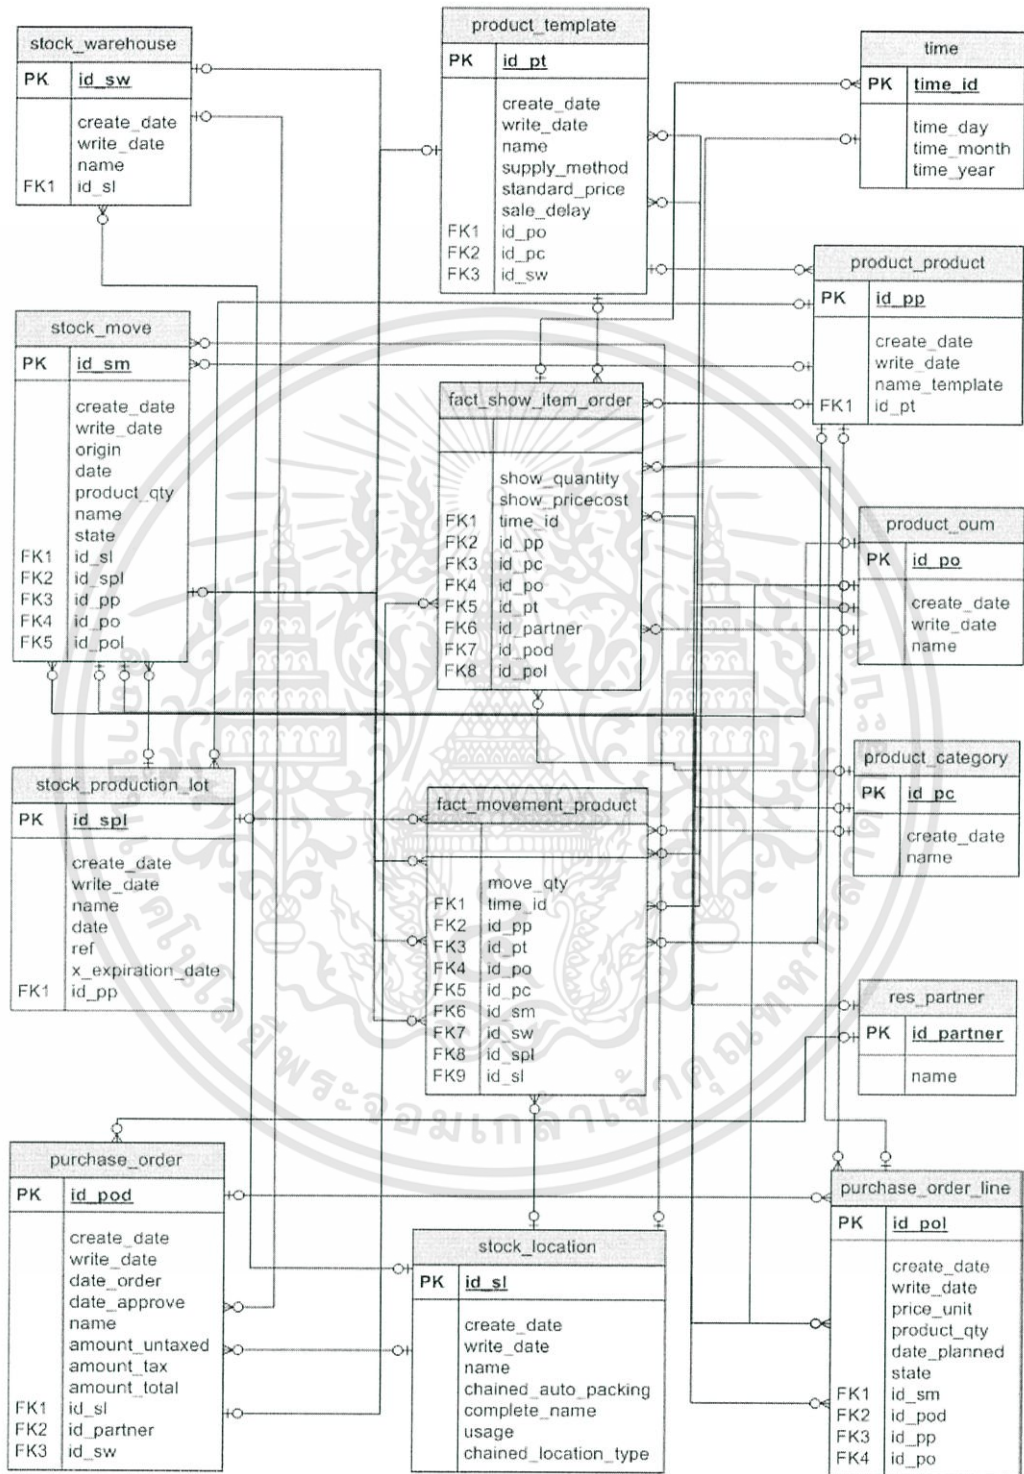 stock_warehouse
PK id_sw
create_date
write_date
name
FK1 id_sl
product_template
PK id_pt
create_date
write_date
name
supply_method
standard_price
sale_delay
FK1 id_po
FK2 id_pc
FK3 id_sw
time
PK time_id
time_day
time_month
time_year
product_product
PK id_pp
create_date
write_date
name_template
FK1 id_pt
stock_move
PK id_sm
create_date
write_date
origin
date
product_qty
name
state
FK1 id_sl
FK2 id_spl
FK3 id_pp
FK4 id_po
FK5 id_pol
fact_show_item_order
show_quantity
show_pricecost
FK1 time_id
FK2 id_pp
FK3 id_pc
FK4 id_po
FK5 id_pt
FK6 id_partner
FK7 id_pod
FK8 id_pol
product_oum
PK id_po
create_date
write_date
name
product_category
PK id_pc
create_date
name
stock_production_lot
PK id_spl
create_date
write_date
name
date
ref
x_expiration_date
FK1 id_pp
fact_movement_product
move_qty
FK1 time_id
FK2 id_pp
FK3 id_pt
FK4 id_po
FK5 id_pc
FK6 id_sm
FK7 id_sw
FK8 id_spl
FK9 id_sl
res_partner
PK id_partner
name
purchase_order
PK id_pod
create_date
write_date
date_order
date_approve
name
amount_untaxed
amount_tax
amount_total
FK1 id_sl
FK2 id_partner
FK3 id_sw
stock_location
PK id_sl
create_date
write_date
name
chained_auto_packing
complete_name
usage
chained_location_type
purchase_order_line
PK id_pol
create_date
write_date
price_unit
product_qty
date_planned
state
FK1 id_sm
FK2 id_pod
FK3 id_pp
FK4 id_po